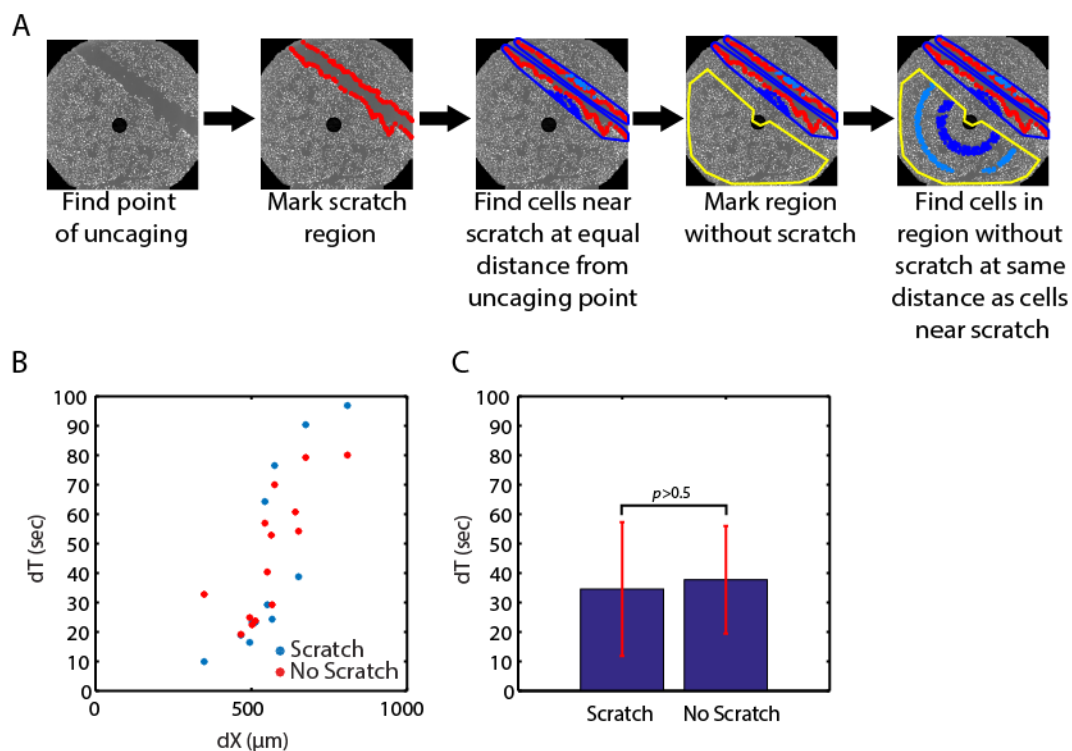 A
Find point
of uncaging
Mark scratch
region
Find cells near
scratch at equal
distance from
uncaging point
Mark region
without scratch
Find cells in
region without
scratch at same
distance as cells
near scratch
B
100
90
80
70
60
50
40
30
20
10
0
dT (sec)
0
500
1000
dX (μm)
Scratch
No Scratch
C
100
90
80
70
60
50
40
30
20
10
0
dT (sec)
p>0.5
Scratch
No Scratch